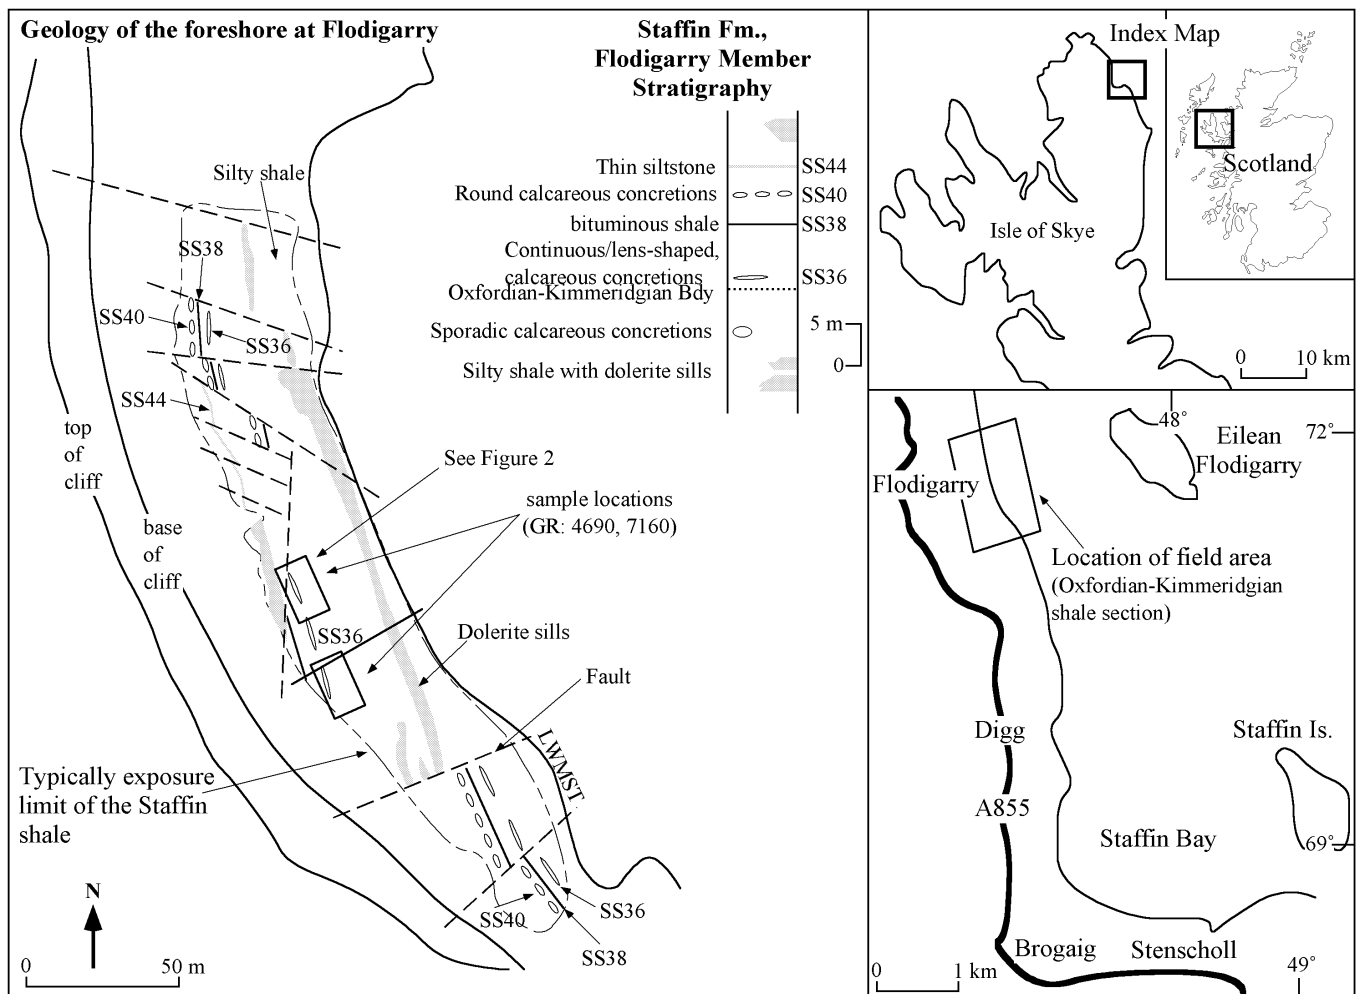 Geology of the foreshore at Flodigarry
Silty shale
SS38
SS40
SS36
SS44
top
of
cliff
base
of
cliff
See Figure 2
sample locations
(GR: 4690, 7160)
SS36
Dolerite sills
Fault
LWMST
Typically exposure
limit of the Staffin
shale
SS40
SS36
SS38
N
0 50 m
Staffin Fm.,
Flodigarry Member
Stratigraphy
Thin siltstone SS44
Round calcareous concretions SS40
bituminous shale SS38
Continuous/lens-shaped,
calcareous concretions SS36
Oxfordian-Kimmeridgian Bdy
Sporadic calcareous concretions
Silty shale with dolerite sills
5 m
0
Index Map
Scotland
Isle of Skye
0 10 km
48°
72°
Eilean
Flodigarry
Flodigarry
Location of field area
(Oxfordian-Kimmeridgian
shale section)
Digg
Staffin Is.
A855
Staffin Bay
69°
Brogaig Stenscholl
0 1 km
49°